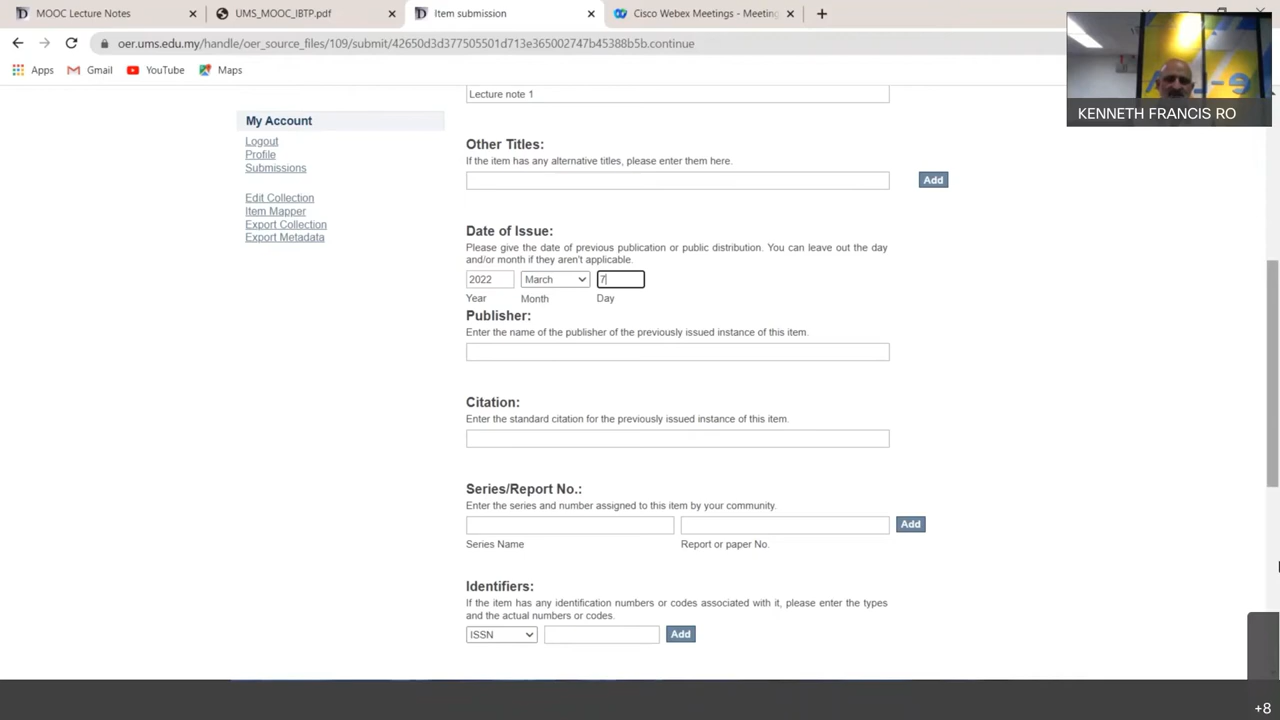 MOOC Lecture Notes
UMS_MOOC_IBTP.pdf
Item submission
Cisco Webex Meetings - Meeting
oer.ums.edu.my/handle/oer_source_files/109/submit/42650d3d377505501d713e365002747b45388b5b.continue
Apps
Gmail
YouTube
Maps
KENNETH FRANCIS RO
My Account
Logout
Profile
Submissions
Edit Collection
Item Mapper
Export Collection
Export Metadata
Lecture note 1
Other Titles:
If the item has any alternative titles, please enter them here.
Add
Date of Issue:
Please give the date of previous publication or public distribution. You can leave out the day
and/or month if they aren't applicable.
2022 March 7
Year Month Day
Publisher:
Enter the name of the publisher of the previously issued instance of this item.
Citation:
Enter the standard citation for the previously issued instance of this item.
Series/Report No.:
Enter the series and number assigned to this item by your community.
Add
Series Name Report or paper No.
Identifiers:
If the item has any identification numbers or codes associated with it, please enter the types
and the actual numbers or codes.
ISSN Add
+8